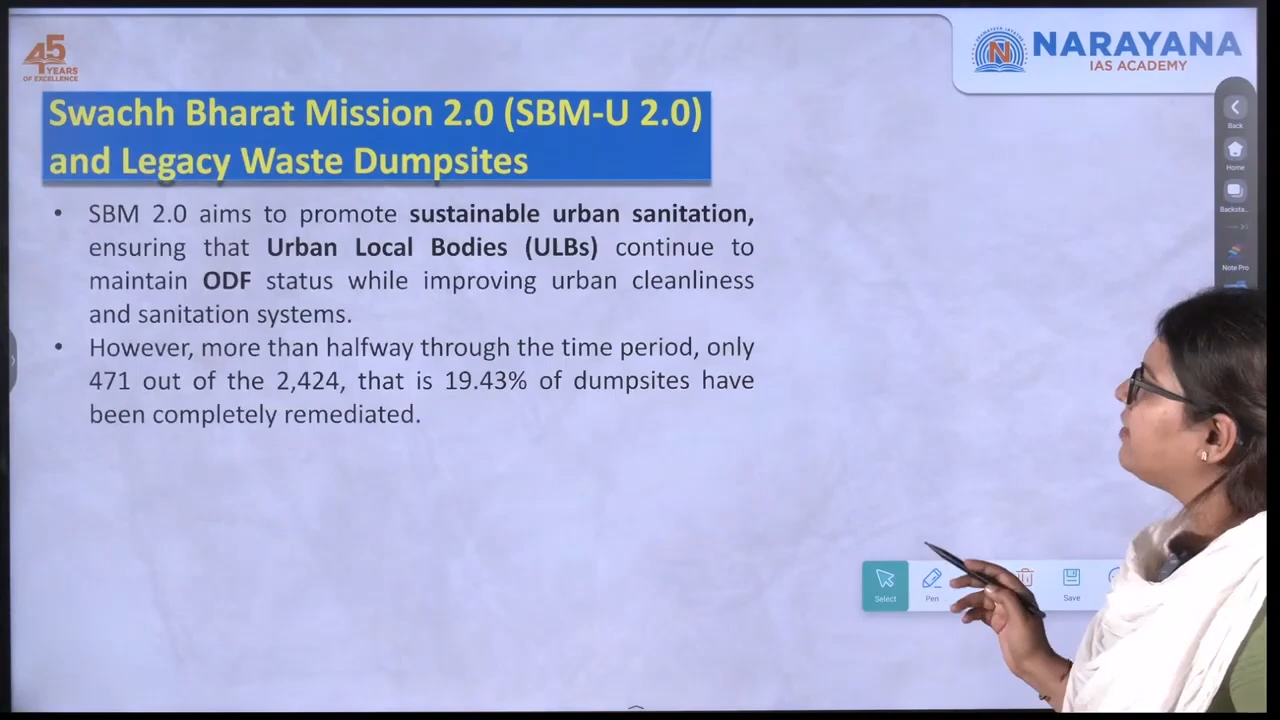 45
YEARS
OF EXCELLENCE
NARAYANA
IAS ACADEMY
Swachh Bharat Mission 2.0 (SBM-U 2.0)
and Legacy Waste Dumpsites
• SBM 2.0 aims to promote sustainable urban sanitation,
ensuring that Urban Local Bodies (ULBs) continue to
maintain ODF status while improving urban cleanliness
and sanitation systems.
• However, more than halfway through the time period, only
471 out of the 2,424, that is 19.43% of dumpsites have
been completely remediated.
Back
Home
Backsta..
Note Pro
Select
Pen
Save